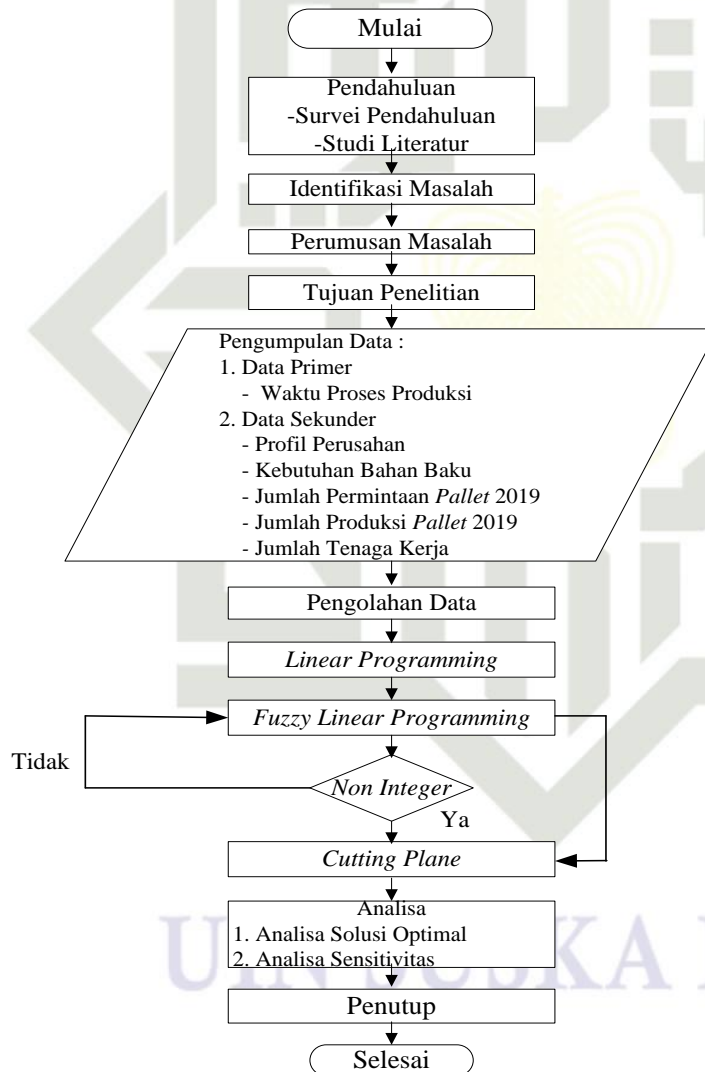 Mulai
Pendahuluan
-Survei Pendahuluan
-Studi Literatur
Identifikasi Masalah
Perumusan Masalah
Tujuan Penelitian
Pengumpulan Data :
1. Data Primer
- Waktu Proses Produksi
2. Data Sekunder
- Profil Perusahan
- Kebutuhan Bahan Baku
- Jumlah Permintaan Pallet 2019
- Jumlah Produksi Pallet 2019
- Jumlah Tenaga Kerja
Pengolahan Data
Linear Programming
Fuzzy Linear Programming
Tidak
Non Integer
Ya
Cutting Plane
Analisa
1. Analisa Solusi Optimal
2. Analisa Sensitivitas
UIN SUSKA
Penutup
Selesai